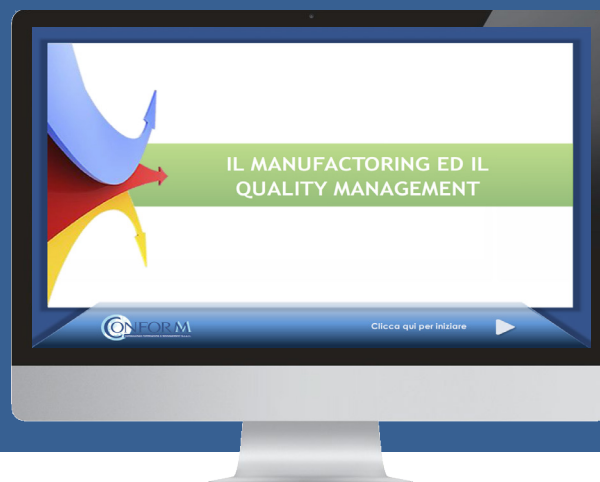 IL MANUFACTORING ED IL
QUALITY MANAGEMENT
CONFORM
Clicca qui per iniziare